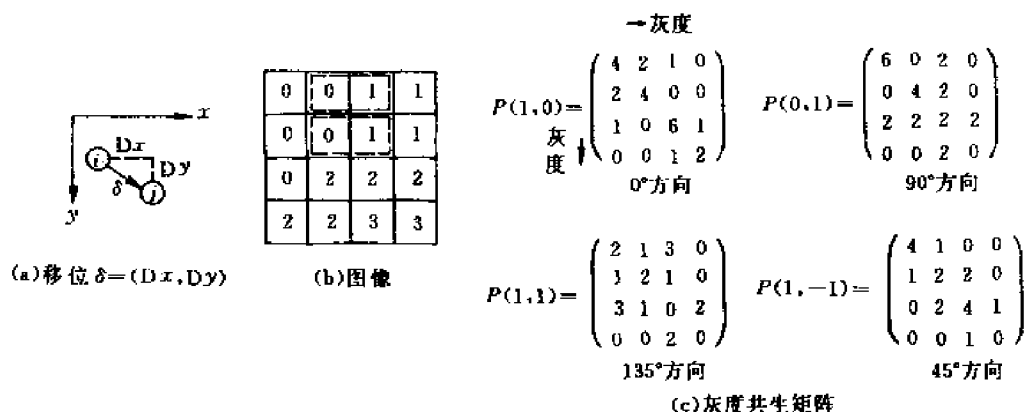 x
Dx
Dy
i
δ
j
y
(a)移位 δ=(Dx,Dy)
0 0 1 1
0 0 1 1
0 2 2 2
2 2 3 3
(b)图像
→灰度
P(1,0)=
灰度
4 2 1 0
2 4 0 0
1 0 6 1
0 0 1 2
0°方向
P(0,1)=
6 0 2 0
0 4 2 0
2 2 2 2
0 0 2 0
90°方向
P(1,1)=
2 1 3 0
1 2 1 0
3 1 0 2
0 0 2 0
135°方向
P(1,-1)=
4 1 0 0
1 2 2 0
0 2 4 1
0 0 1 0
45°方向
(c)灰度共生矩阵